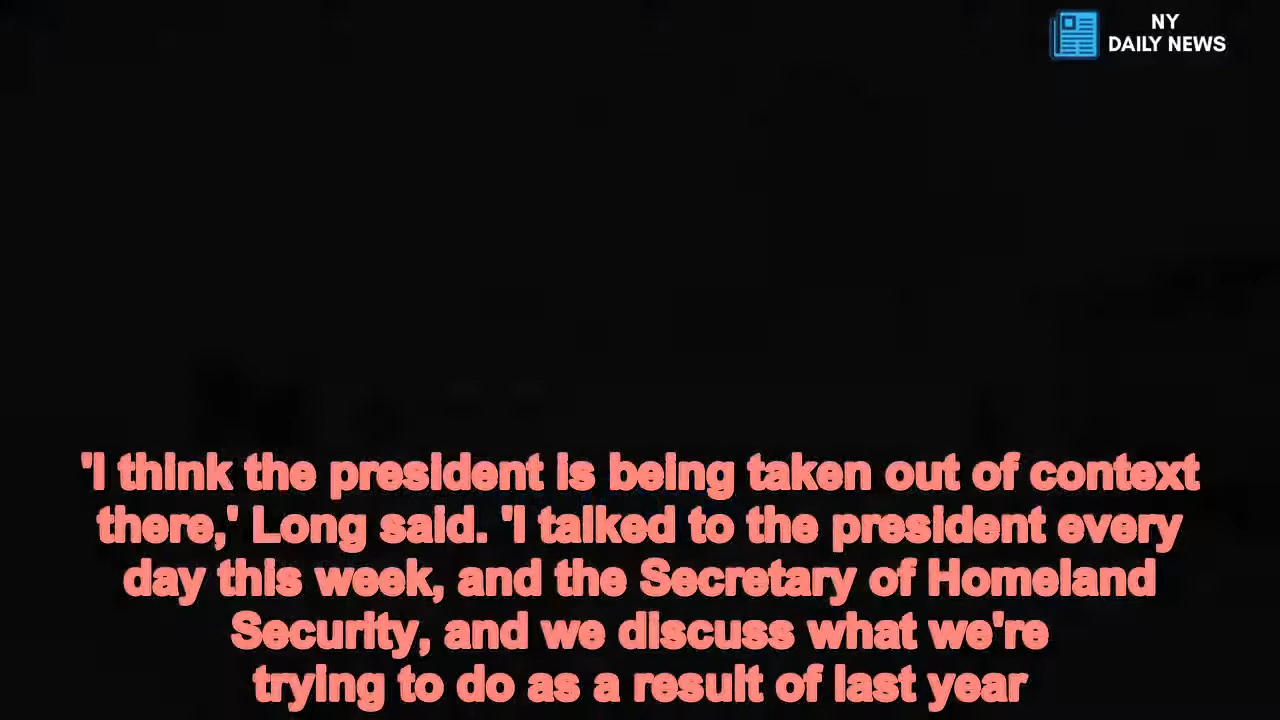 NY
DAILY NEWS
'I think the president is being taken out of context
there,' Long said. 'I talked to the president every
day this week, and the Secretary of Homeland
Security, and we discuss what we're
trying to do as a result of last year